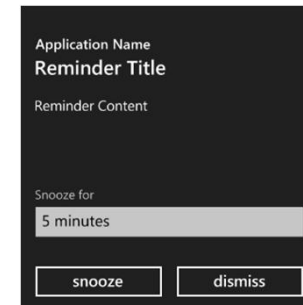 Application Name
Reminder Title
Reminder Content
Snooze for
5 minutes
snooze dismiss